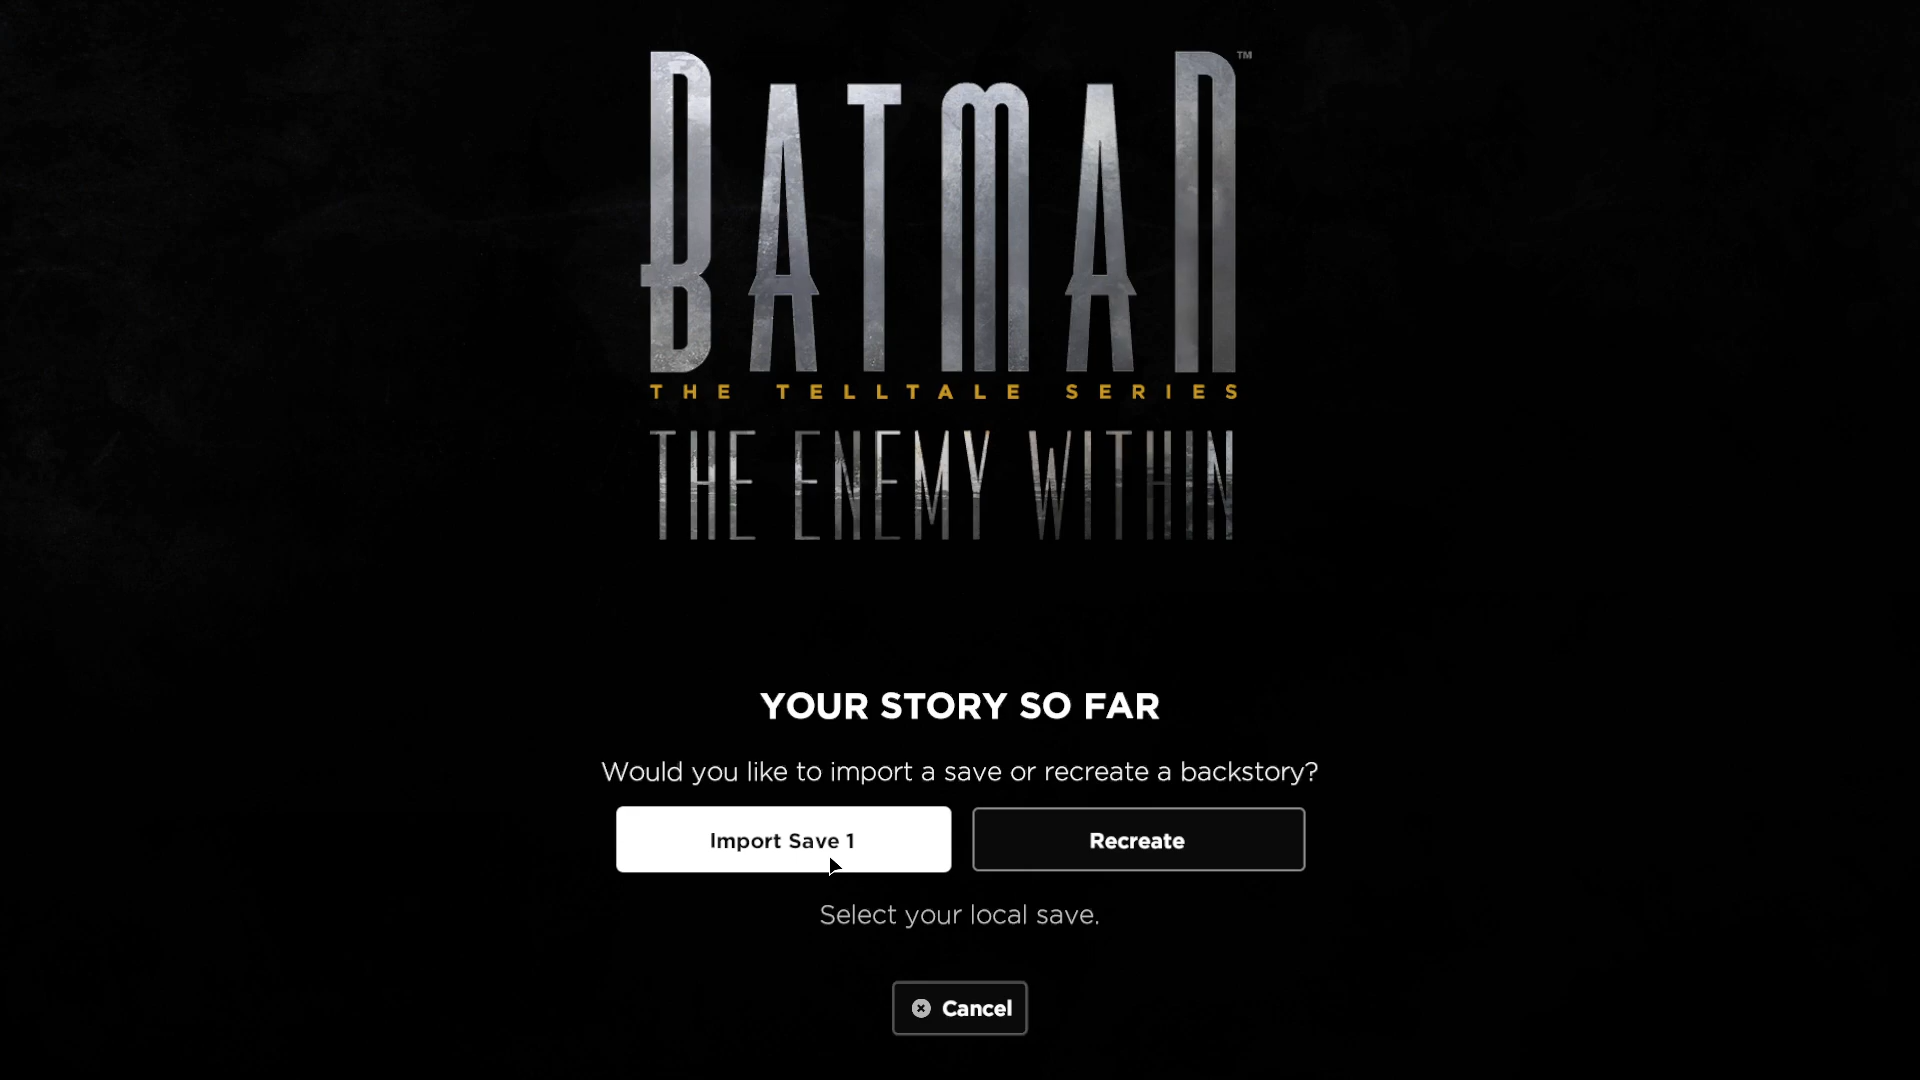 BATMAN™
THE TELLTALE SERIES
THE ENEMY WITHIN
YOUR STORY SO FAR
Would you like to import a save or recreate a backstory?
Import Save 1
Recreate
Select your local save.
Cancel